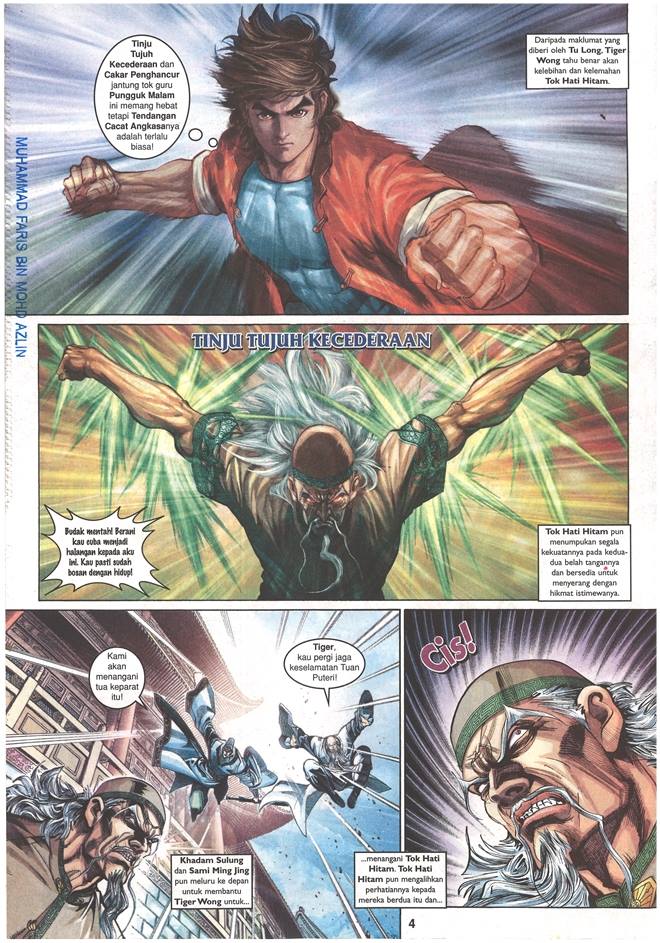 Tinju
Tujuh
Kecederaan dan
Cakar Penghancur
jantung tok guru
Pungguk Malam
ini memang hebat
tetapi Tendangan
Cacat Angkasanya
adalah terlalu
biasa!
Daripada maklumat yang
diberi oleh Tu Long, Tiger
Wong tahu benar akan
kelebihan dan kelemahan
Tok Hati Hitam.
MUHAMMAD FARIS BIN MOHD AZLIN
TINJU TUJUH KECEDERAAN
Budak mentah! Berani
kau cuba menjadi
halangan kepada aku
ini. Kau pasti sudah
bosan dengan hidup!
Tok Hati Hitam pun
menumpukan segala
kekuatannya pada kedua-
dua belah tangannya
dan bersedia untuk
menyerang dengan
hikmat istimewanya.
Kami
akan
menangani
tua keparat
itu!
Tiger,
kau pergi jaga
keselamatan Tuan
Puteri!
Khadam Sulung
dan Sami Ming Jing
pun meluru ke depan
untuk membantu
Tiger Wong untuk...
...menangani Tok Hati
Hitam. Tok Hati
Hitam pun mengalihkan
perhatiannya kepada
mereka berdua itu dan...
Cis!
4